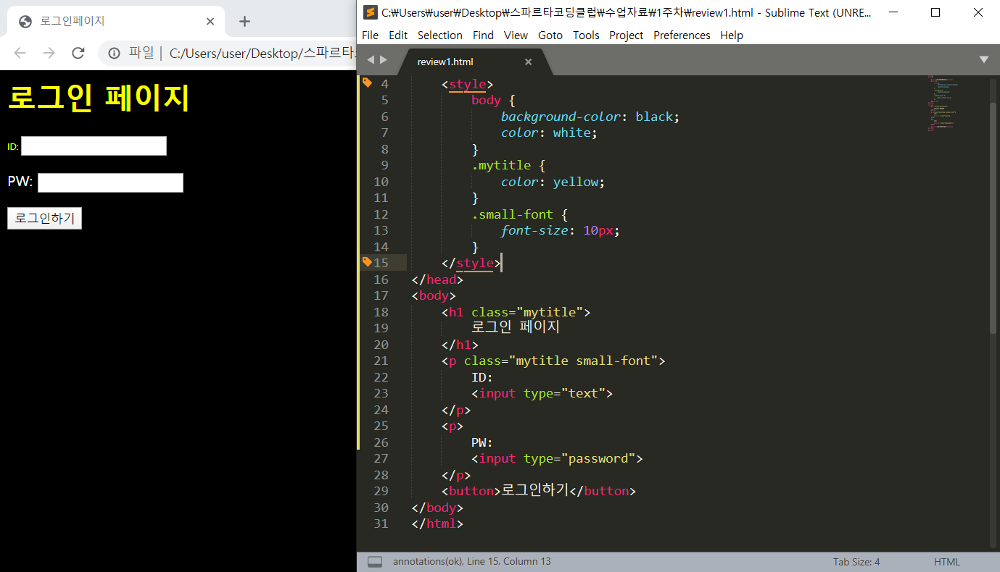 로그인페이지
파일 | C:/Users/user/Desktop/스파르타
로그인 페이지
ID:
PW:
로그인하기
C:₩Users₩user₩Desktop₩스파르타코딩클럽₩수업자료₩1주차₩review1.html - Sublime Text (UNRE...
File Edit Selection Find View Goto Tools Project Preferences Help
review1.html
4 <style>
5 body {
6 background-color: black;
7 color: white;
8 }
9 .mytitle {
10 color: yellow;
11 }
12 .small-font {
13 font-size: 10px;
14 }
15 </style>
16 </head>
17 <body>
18 <h1 class="mytitle">
19 로그인 페이지
20 </h1>
21 <p class="mytitle small-font">
22 ID:
23 <input type="text">
24 </p>
25 <p>
26 PW:
27 <input type="password">
28 </p>
29 <button>로그인하기</button>
30 </body>
31 </html>
annotations(ok), Line 15, Column 13
Tab Size: 4
HTML